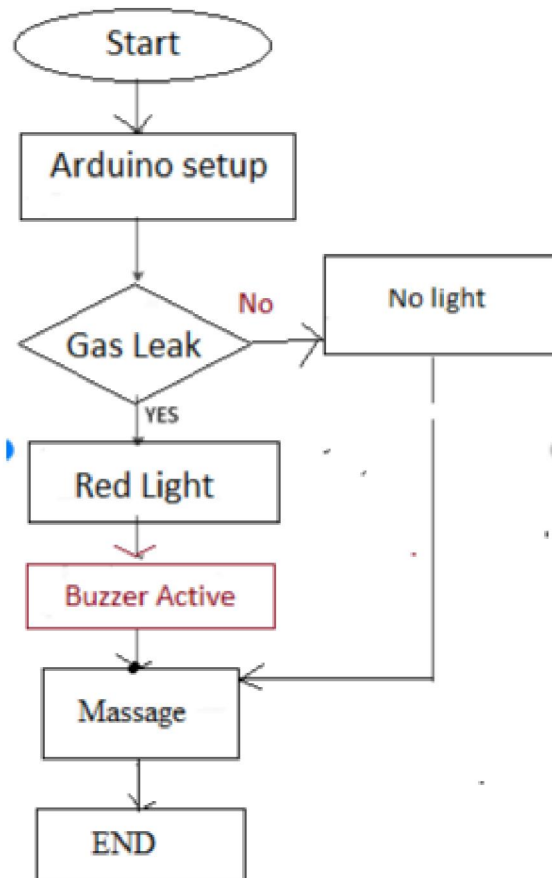 Start
Arduino setup
Gas Leak
No
No light
YES
Red Light
Buzzer Active
Massage
END